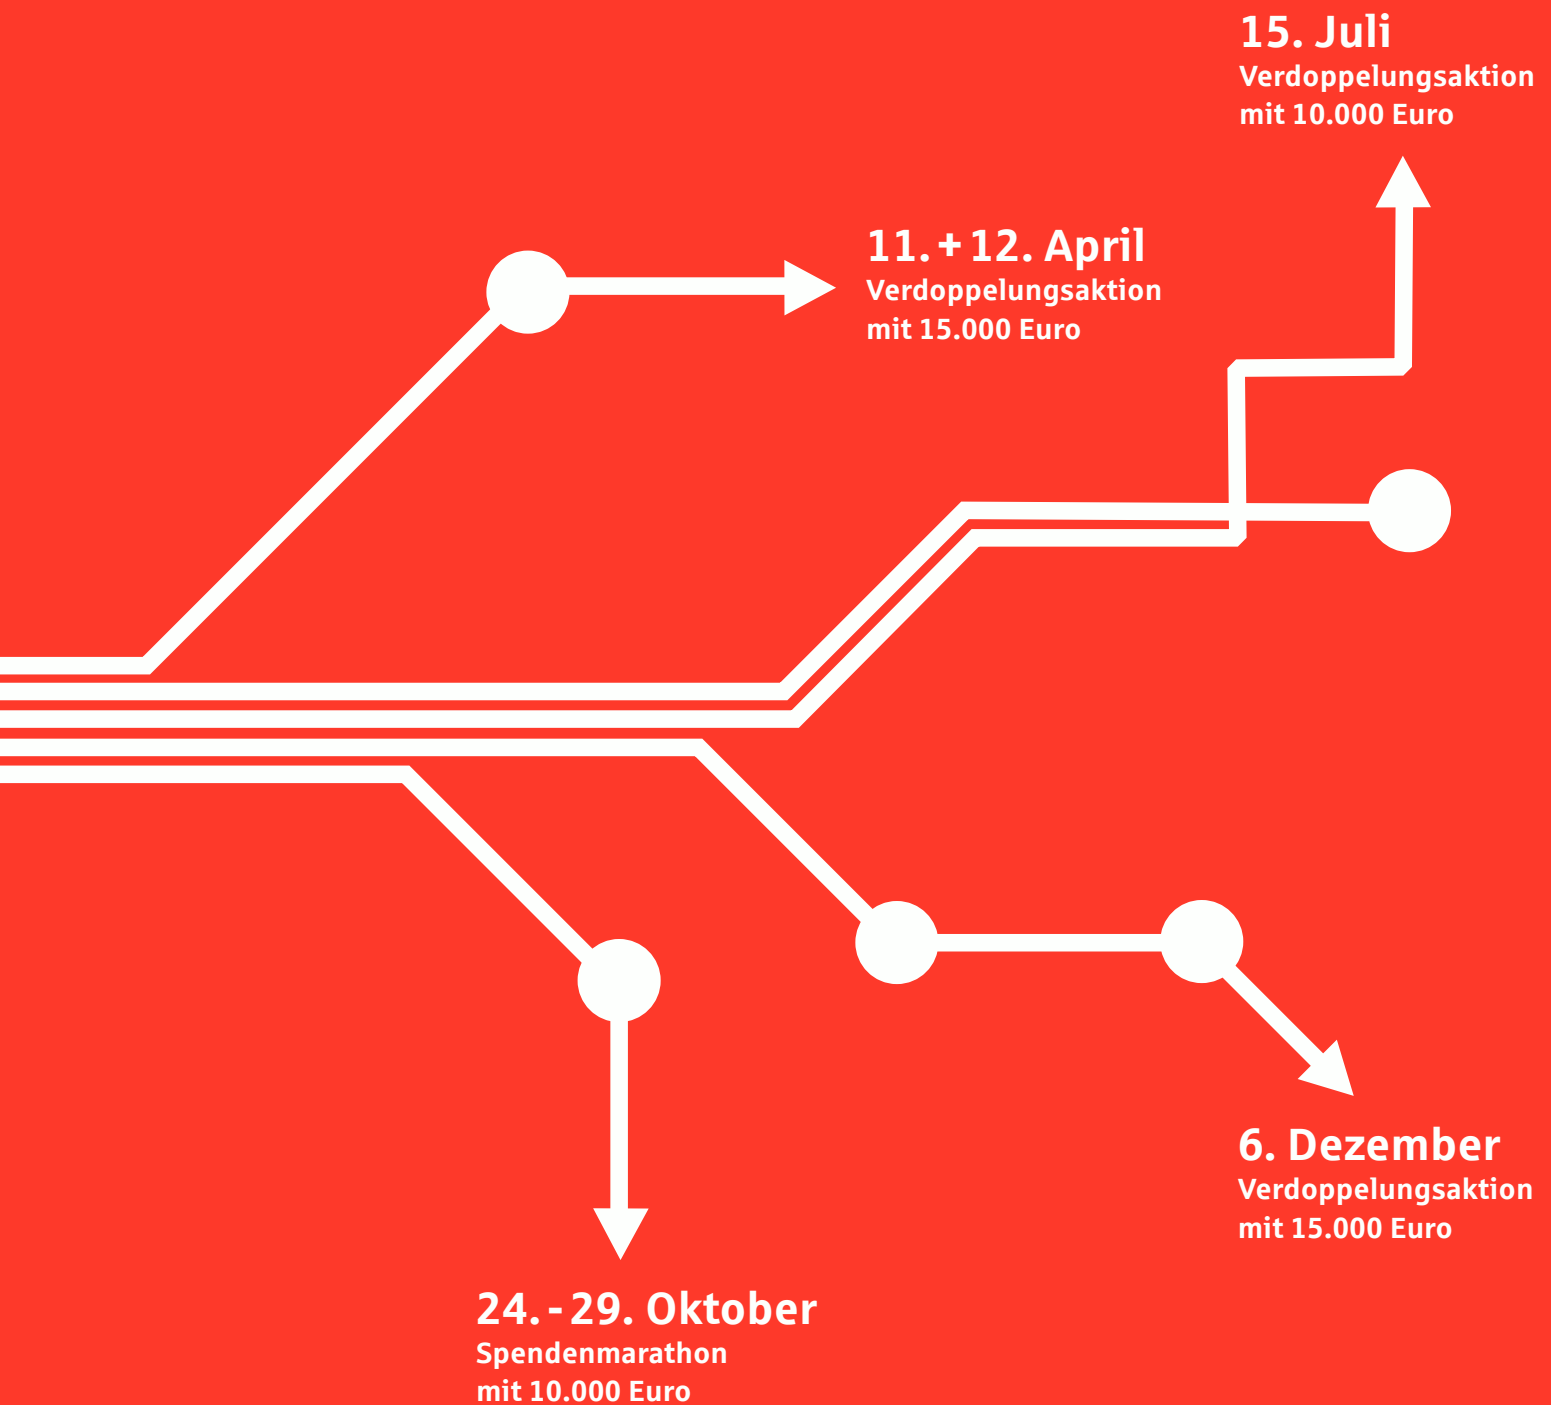 15. Juli
Verdoppelungsaktion
mit 10.000 Euro
11. + 12. April
Verdoppelungsaktion
mit 15.000 Euro
6. Dezember
Verdoppelungsaktion
mit 15.000 Euro
24. - 29. Oktober
Spendenmarathon
mit 10.000 Euro